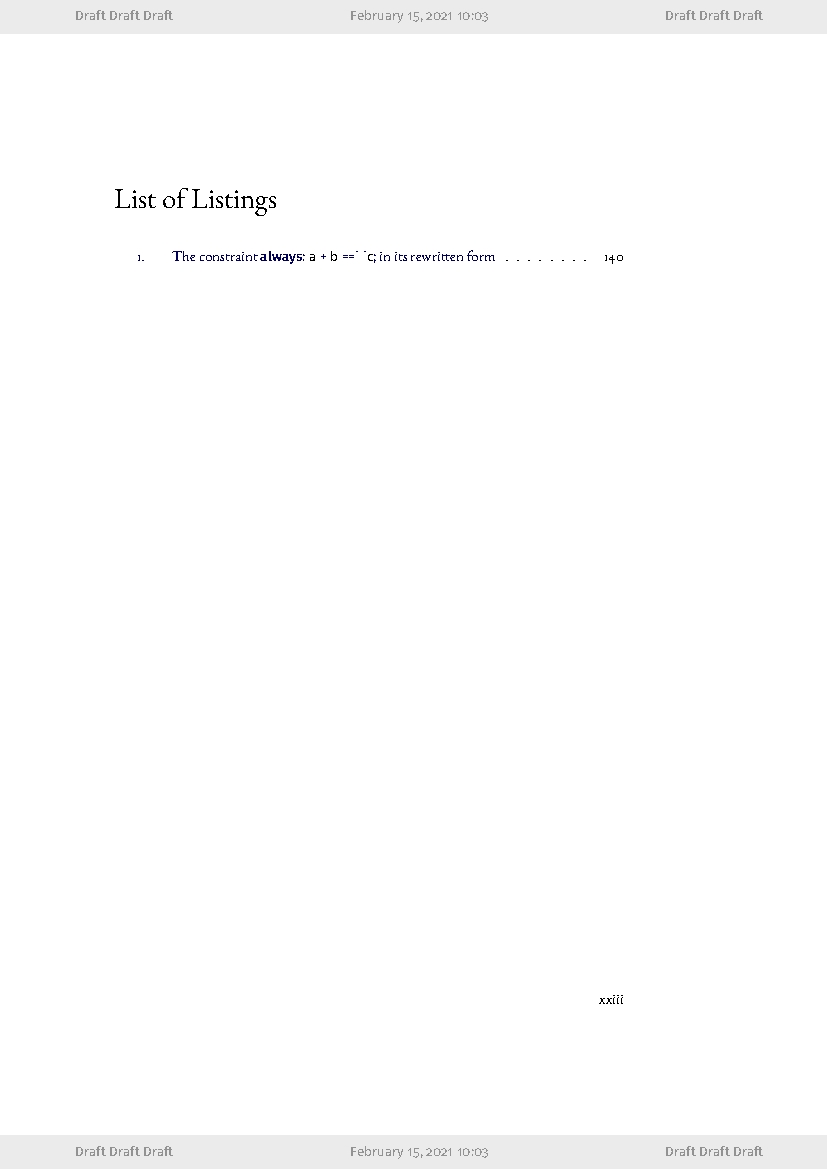 Draft Draft Draft February 15, 2021 10:03 Draft Draft Draft
List of Listings
1. The constraint always: a + b ==^^c; in its rewritten form . . . . . . . . 140
xxiii
Draft Draft Draft February 15, 2021 10:03 Draft Draft Draft